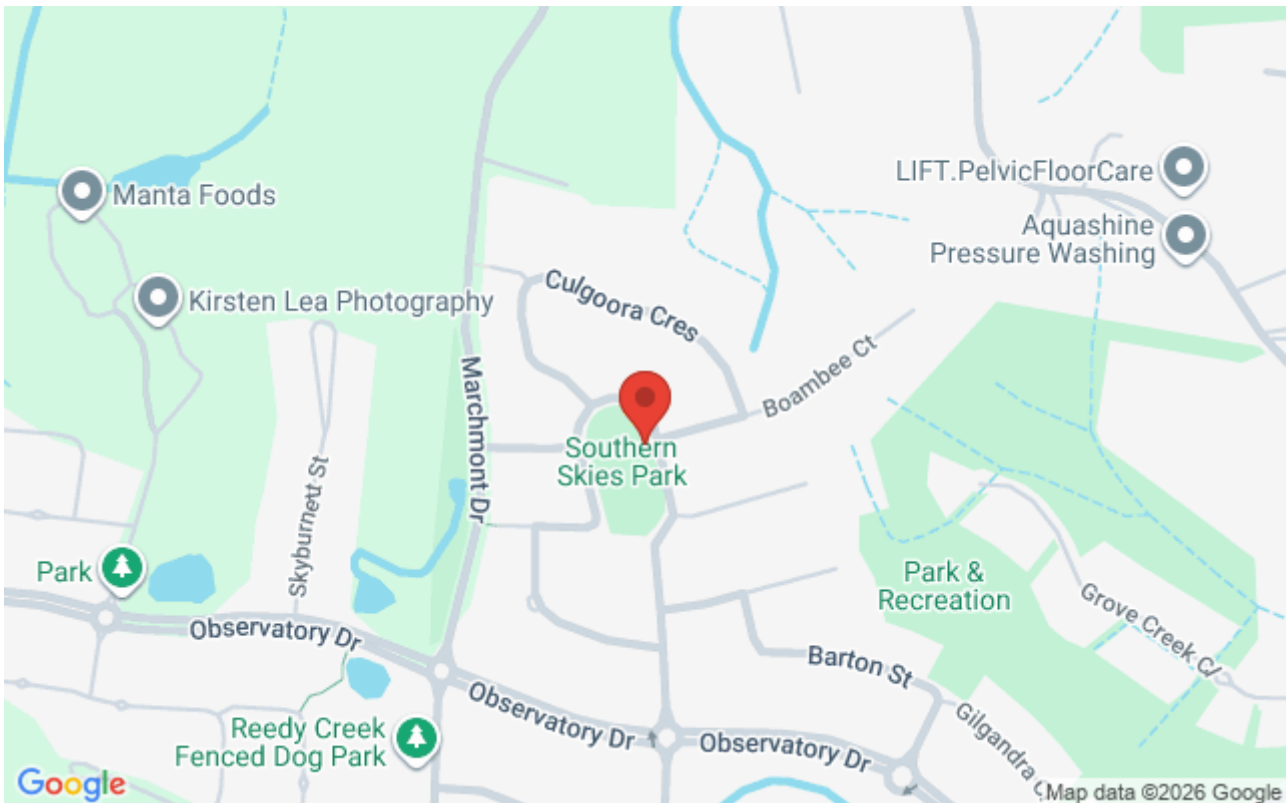 LIFT.PelvicFloorCare
Manta Foods
Aquashine
Pressure Washing
Kirsten Lea Photography
Culgoora Cres
Boambee Ct
Marchmont Dr
Southern
Skies Park
Skyburnett St
Park
Park &
Recreation
Grove Creek
Observatory Dr
Barton St
Observatory Dr
Observatory Dr
Gilgandra
Reedy Creek
Fenced Dog Park
Google
Map data ©2026 Google